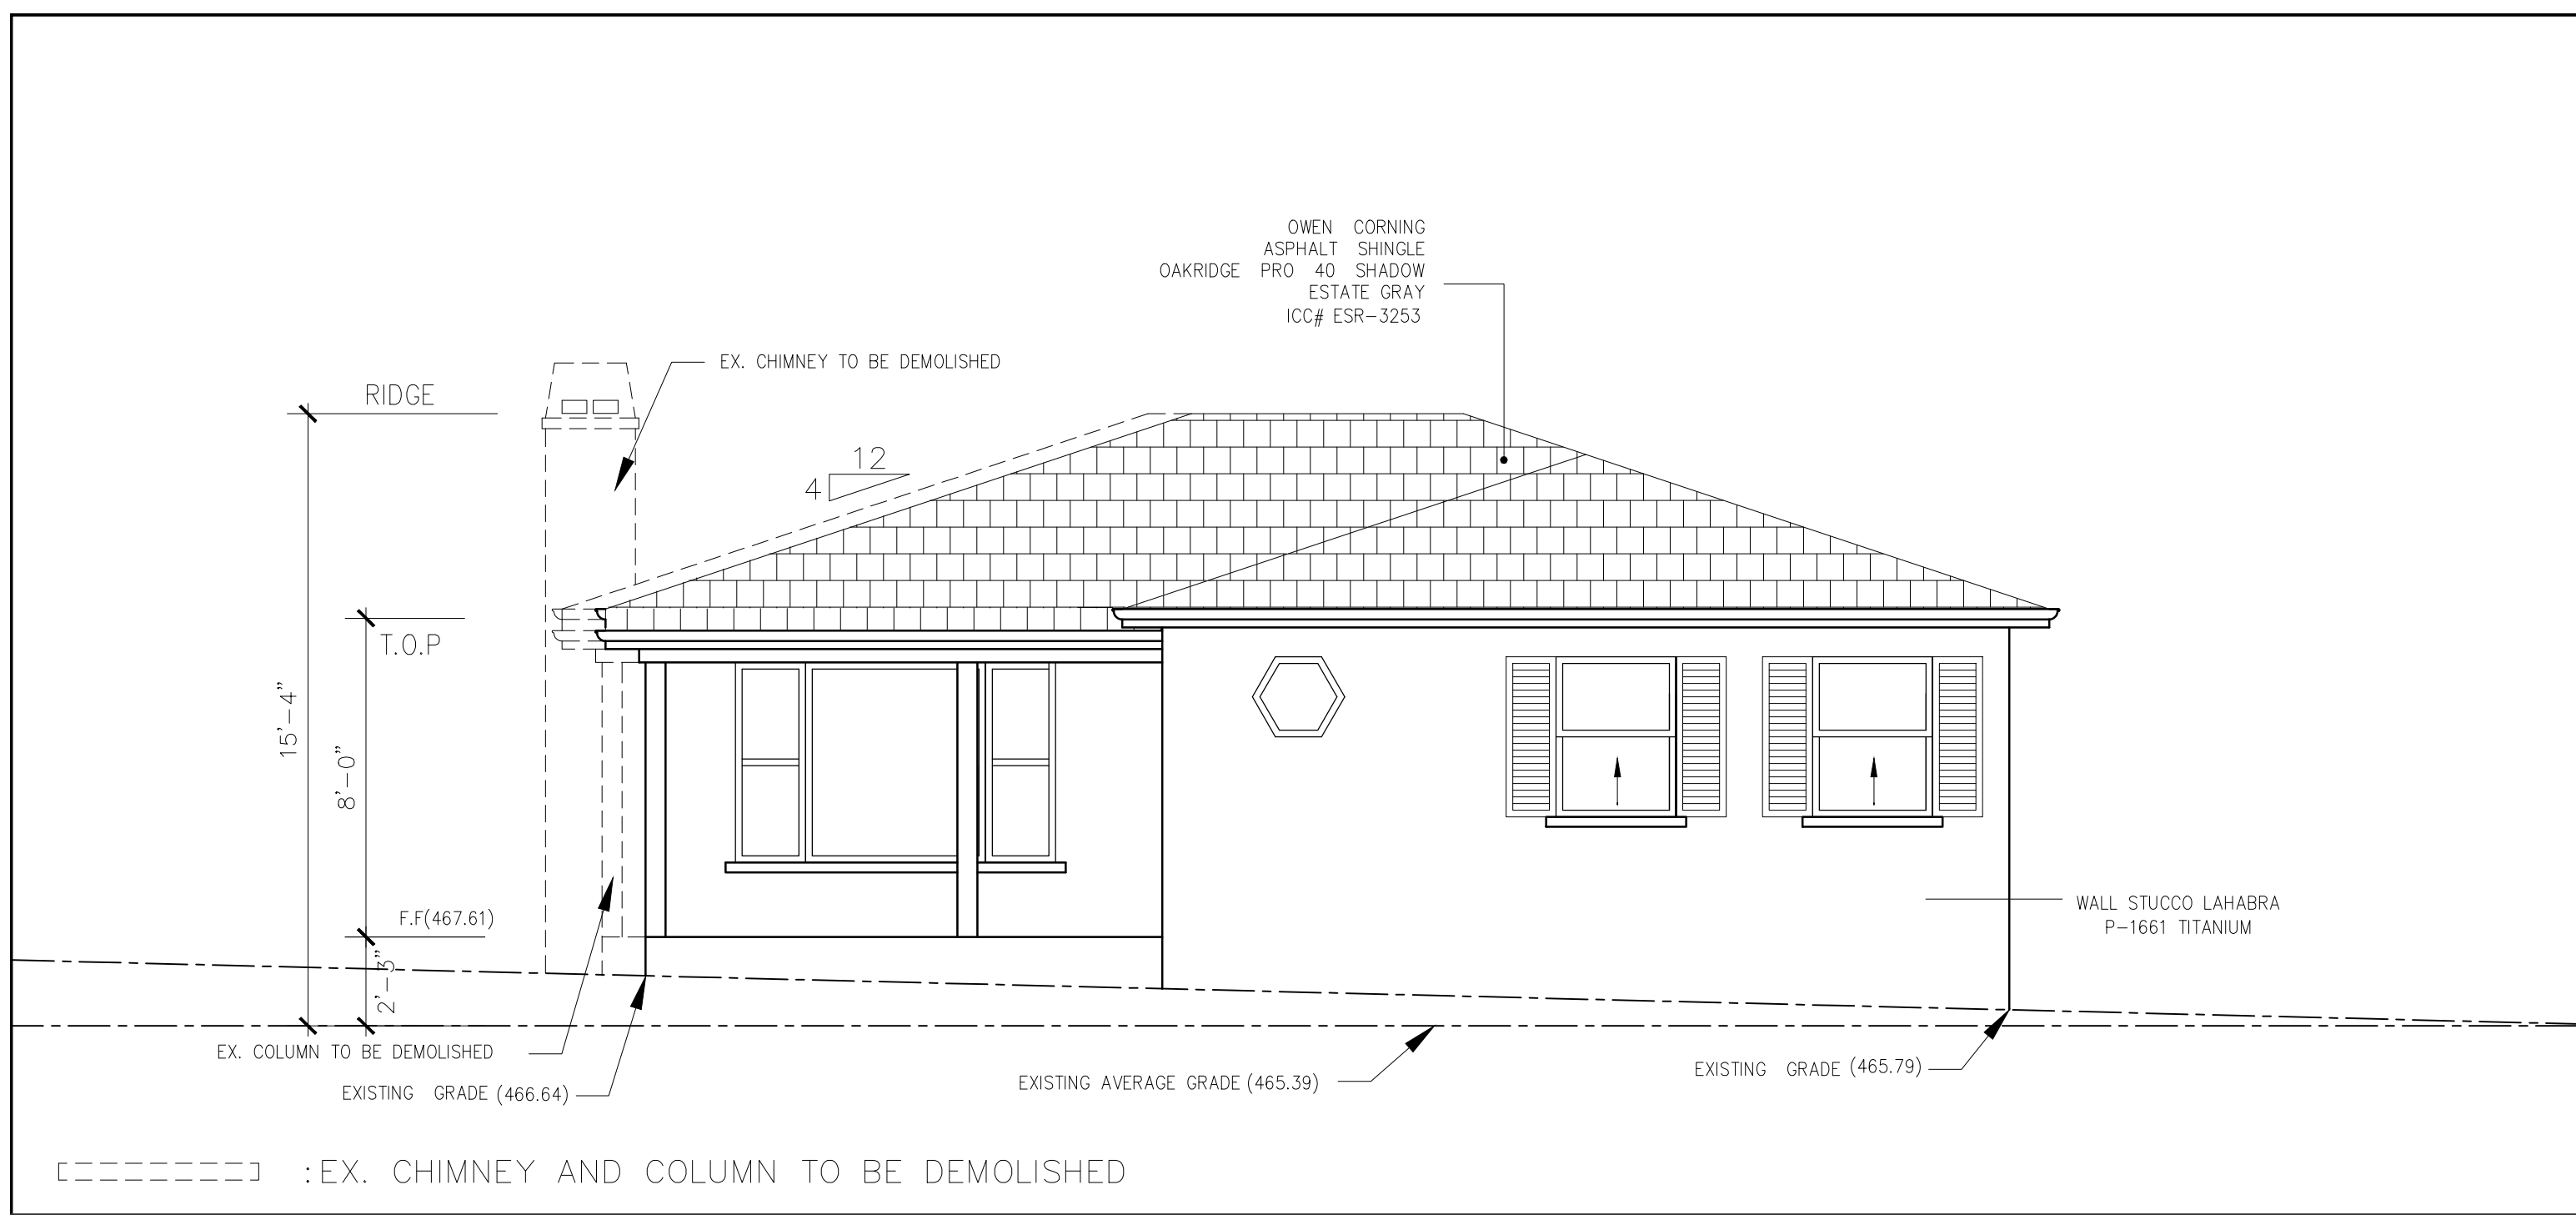 OWEN CORNING
ASPHALT SHINGLE
OAKRIDGE PRO 40 SHADOW
ESTATE GRAY
ICC# ESR-3253
EX. CHIMNEY TO BE DEMOLISHED
RIDGE
12
4
T.O.P
15'-4"
8'-0"
F.F(467.61)
WALL STUCCO LAHABRA
P-1661 TITANIUM
2'-3"
EX. COLUMN TO BE DEMOLISHED
EXISTING GRADE (466.64)
EXISTING AVERAGE GRADE (465.39)
EXISTING GRADE (465.79)
:EX. CHIMNEY AND COLUMN TO BE DEMOLISHED